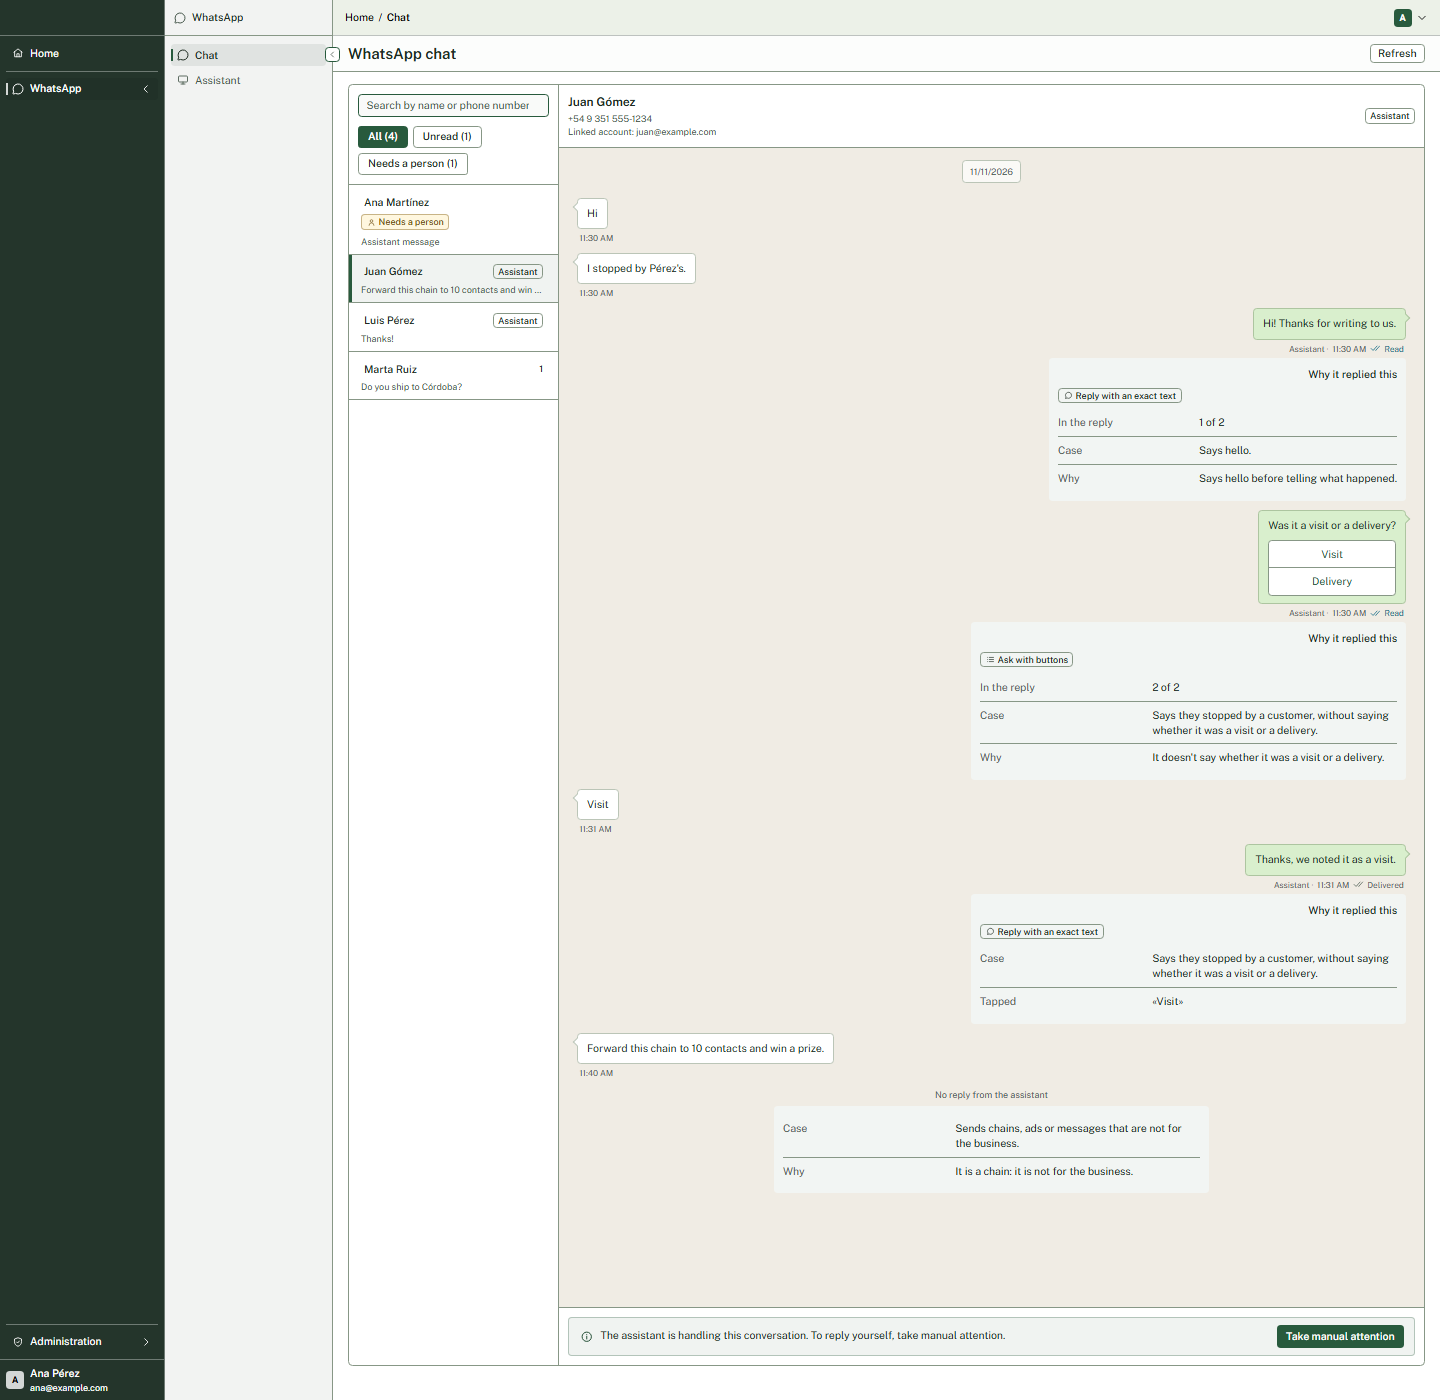 Home
WhatsApp
Administration
A
Ana Pérez
ana@example.com
WhatsApp
Chat
Assistant
Home / Chat
A
WhatsApp chat
Refresh
Search by name or phone number
All (4)
Unread (1)
Needs a person (1)
Ana Martínez
Needs a person
Assistant message
Juan Gómez
Assistant
Forward this chain to 10 contacts and win ...
Luis Pérez
Assistant
Thanks!
Marta Ruiz
1
Do you ship to Córdoba?
Juan Gómez
+54 9 351 555-1234
Linked account: juan@example.com
Assistant
11/11/2026
Hi
11:30 AM
I stopped by Pérez's.
11:30 AM
Hi! Thanks for writing to us.
Assistant · 11:30 AM Read
Why it replied this
Reply with an exact text
In the reply 1 of 2
Case Says hello.
Why Says hello before telling what happened.
Was it a visit or a delivery?
Visit
Delivery
Assistant · 11:30 AM Read
Why it replied this
Ask with buttons
In the reply 2 of 2
Case Says they stopped by a customer, without saying
whether it was a visit or a delivery.
Why It doesn't say whether it was a visit or a delivery.
Visit
11:31 AM
Thanks, we noted it as a visit.
Assistant · 11:31 AM Delivered
Why it replied this
Reply with an exact text
Case Says they stopped by a customer, without saying
whether it was a visit or a delivery.
Tapped «Visit»
Forward this chain to 10 contacts and win a prize.
11:40 AM
No reply from the assistant
Case Sends chains, ads or messages that are not for
the business.
Why It is a chain: it is not for the business.
The assistant is handling this conversation. To reply yourself, take manual attention.
Take manual attention